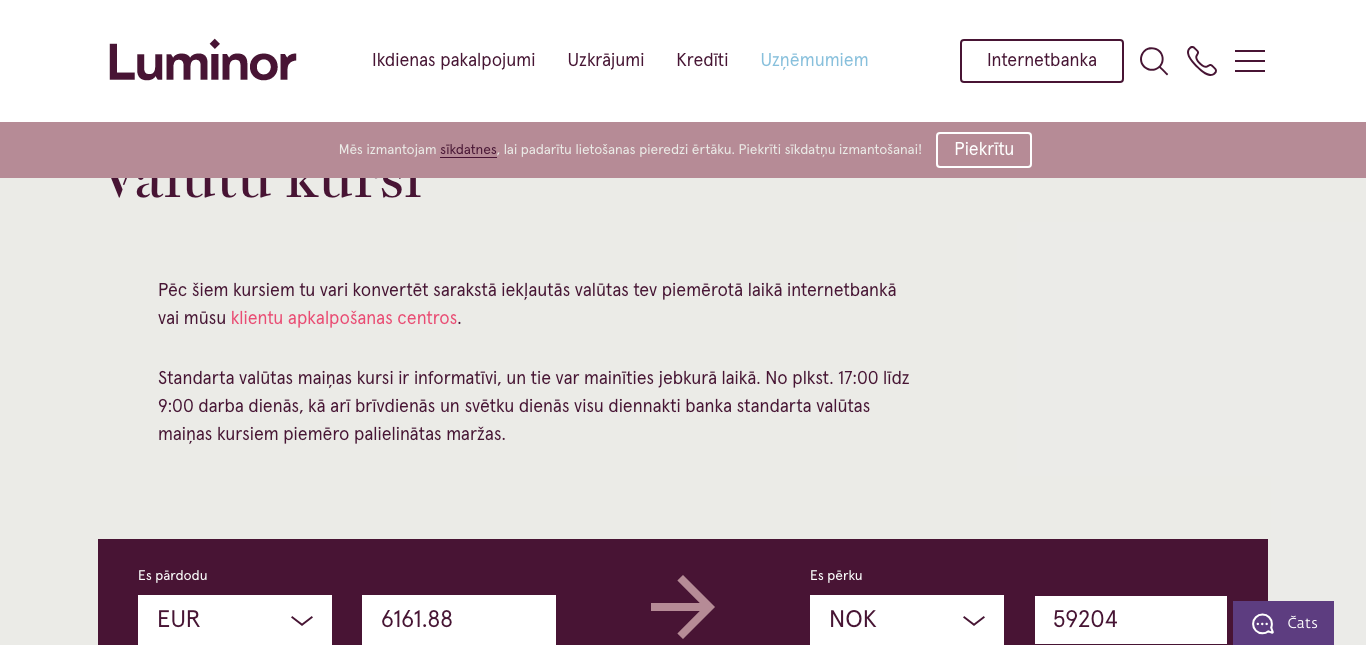 Luminor
Ikdienas pakalpojumi Uzkrājumi Kredīti Uzņēmumiem Internetbanka
Mēs izmantojam sīkdatnes, lai padarītu lietošanas pieredzi ērtāku. Piekrīti sīkdatņu izmantošanai! Piekrītu
Valūtu kursi
Pēc šiem kursiem tu vari konvertēt sarakstā iekļautās valūtas tev piemērotā laikā internetbankā
vai mūsu klientu apkalpošanas centros.
Standarta valūtas maiņas kursi ir informatīvi, un tie var mainīties jebkurā laikā. No plkst. 17:00 līdz
9:00 darba dienās, kā arī brīvdienās un svētku dienās visu diennakti banka standarta valūtas
maiņas kursiem piemēro palielinātas maržas.
Es pārdodu Es pērku
EUR 6161.88 NOK 59204
Čats